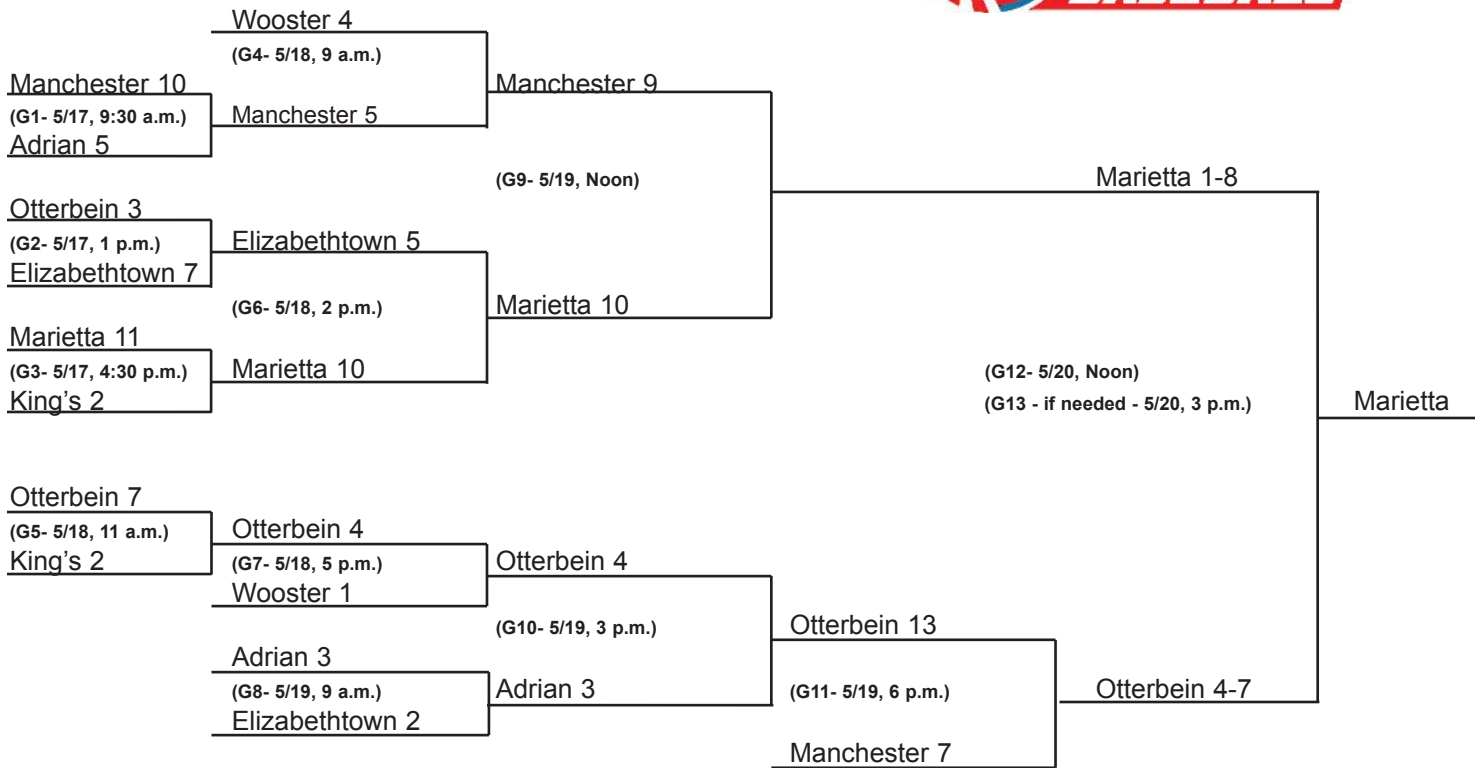 Wooster 4
(G4- 5/18, 9 a.m.)
Manchester 10
Manchester 9
(G1- 5/17, 9:30 a.m.)
Manchester 5
Adrian 5
(G9- 5/19, Noon)
Marietta 1-8
Otterbein 3
(G2- 5/17, 1 p.m.)
Elizabethtown 5
Elizabethtown 7
(G6- 5/18, 2 p.m.)
Marietta 10
Marietta 11
(G3- 5/17, 4:30 p.m.)
Marietta 10
King's 2
(G12- 5/20, Noon)
(G13 - if needed - 5/20, 3 p.m.)
Marietta
Otterbein 7
(G5- 5/18, 11 a.m.)
Otterbein 4
King's 2
(G7- 5/18, 5 p.m.)
Otterbein 4
Wooster 1
(G10- 5/19, 3 p.m.)
Otterbein 13
Adrian 3
(G8- 5/19, 9 a.m.)
Adrian 3
(G11- 5/19, 6 p.m.)
Otterbein 4-7
Elizabethtown 2
Manchester 7